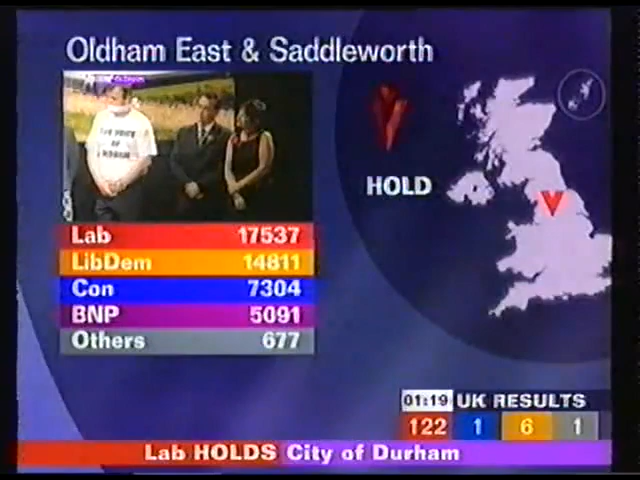 Oldham East & Saddleworth
HOLD
Lab 17537
LibDem 14811
Con 7304
BNP 5091
Others 677
01:19 UK RESULTS
122 1 6 1
Lab HOLDS City of Durham